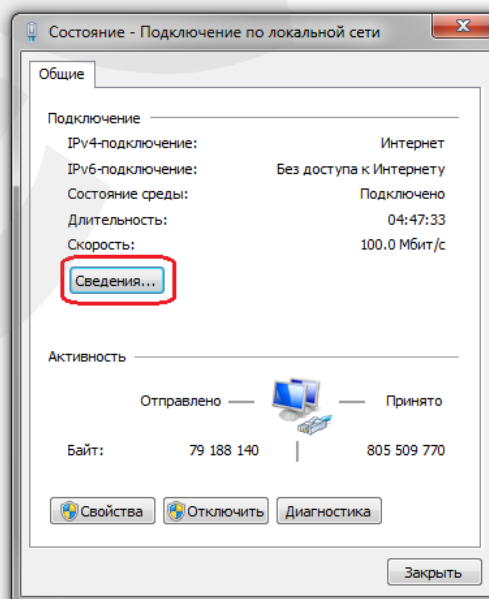 Состояние - Подключение по локальной сети
Общие
Подключение
IPv4-подключение: Интернет
IPv6-подключение: Без доступа к Интернету
Состояние среды: Подключено
Длительность: 04:47:33
Скорость: 100.0 Мбит/с
Сведения...
Активность
Отправлено — — Принято
Байт: 79 188 140 | 805 509 770
Свойства Отключить Диагностика
Закрыть